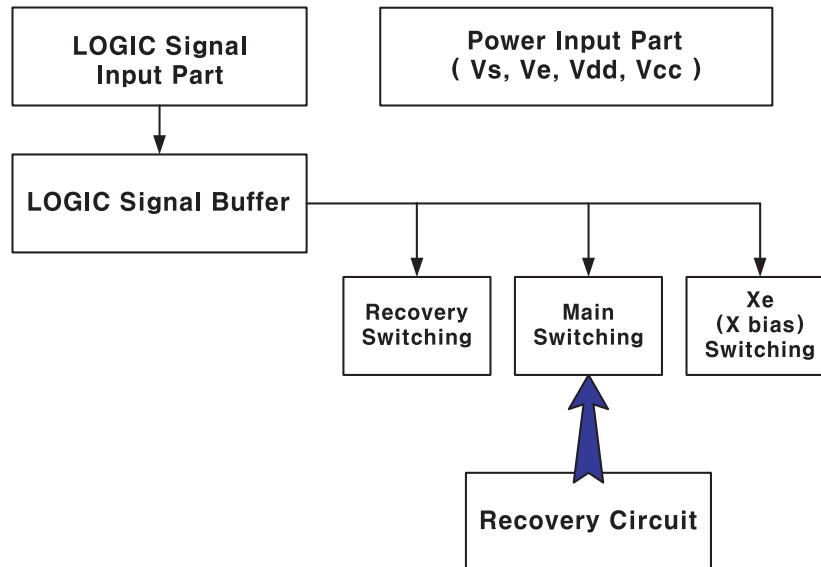 LOGIC Signal
Input Part
Power Input Part
( Vs, Ve, Vdd, Vcc )
LOGIC Signal Buffer
Recovery
Switching
Main
Switching
Xe
(X bias)
Switching
Recovery Circuit